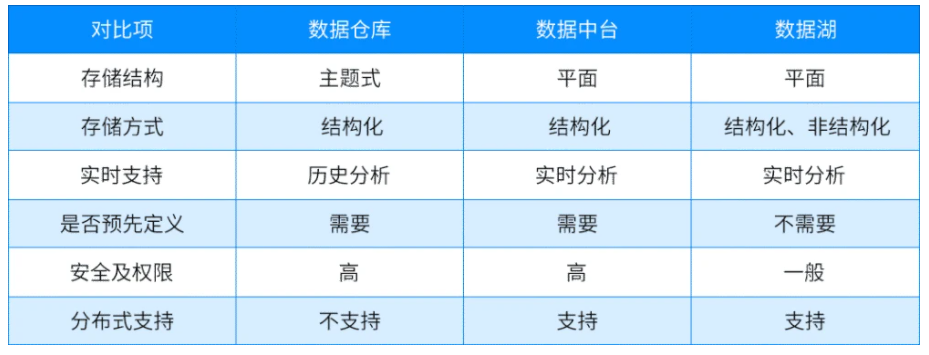 对比项 数据仓库 数据中台 数据湖
存储结构 主题式 平面 平面
存储方式 结构化 结构化 结构化、非结构化
实时支持 历史分析 实时分析 实时分析
是否预先定义 需要 需要 不需要
安全及权限 高 高 一般
分布式支持 不支持 支持 支持